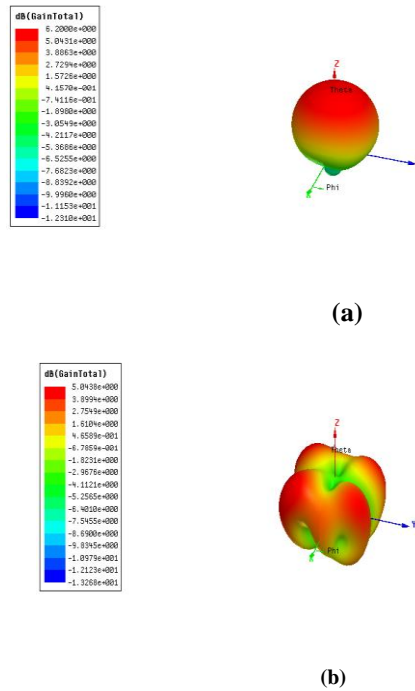 dB(GainTotal)
6.2000e+000
5.0431e+000
3.8863e+000
2.7294e+000
1.5726e+000
4.1570e-001
-7.4116e-001
-1.8980e+000
-3.0549e+000
-4.2117e+000
-5.3686e+000
-6.5255e+000
-7.6823e+000
-8.8392e+000
-9.9960e+000
-1.1153e+001
-1.2310e+001
Z
Theta
Phi
X
(a)
dB(GainTotal)
5.0438e+000
3.8994e+000
2.7549e+000
1.6104e+000
4.6589e-001
-6.7859e-001
-1.8231e+000
-2.9676e+000
-4.1121e+000
-5.2565e+000
-6.4010e+000
-7.5455e+000
-8.6900e+000
-9.8345e+000
-1.0979e+001
-1.2123e+001
-1.3268e+001
Z
Theta
Y
Phi
X
(b)